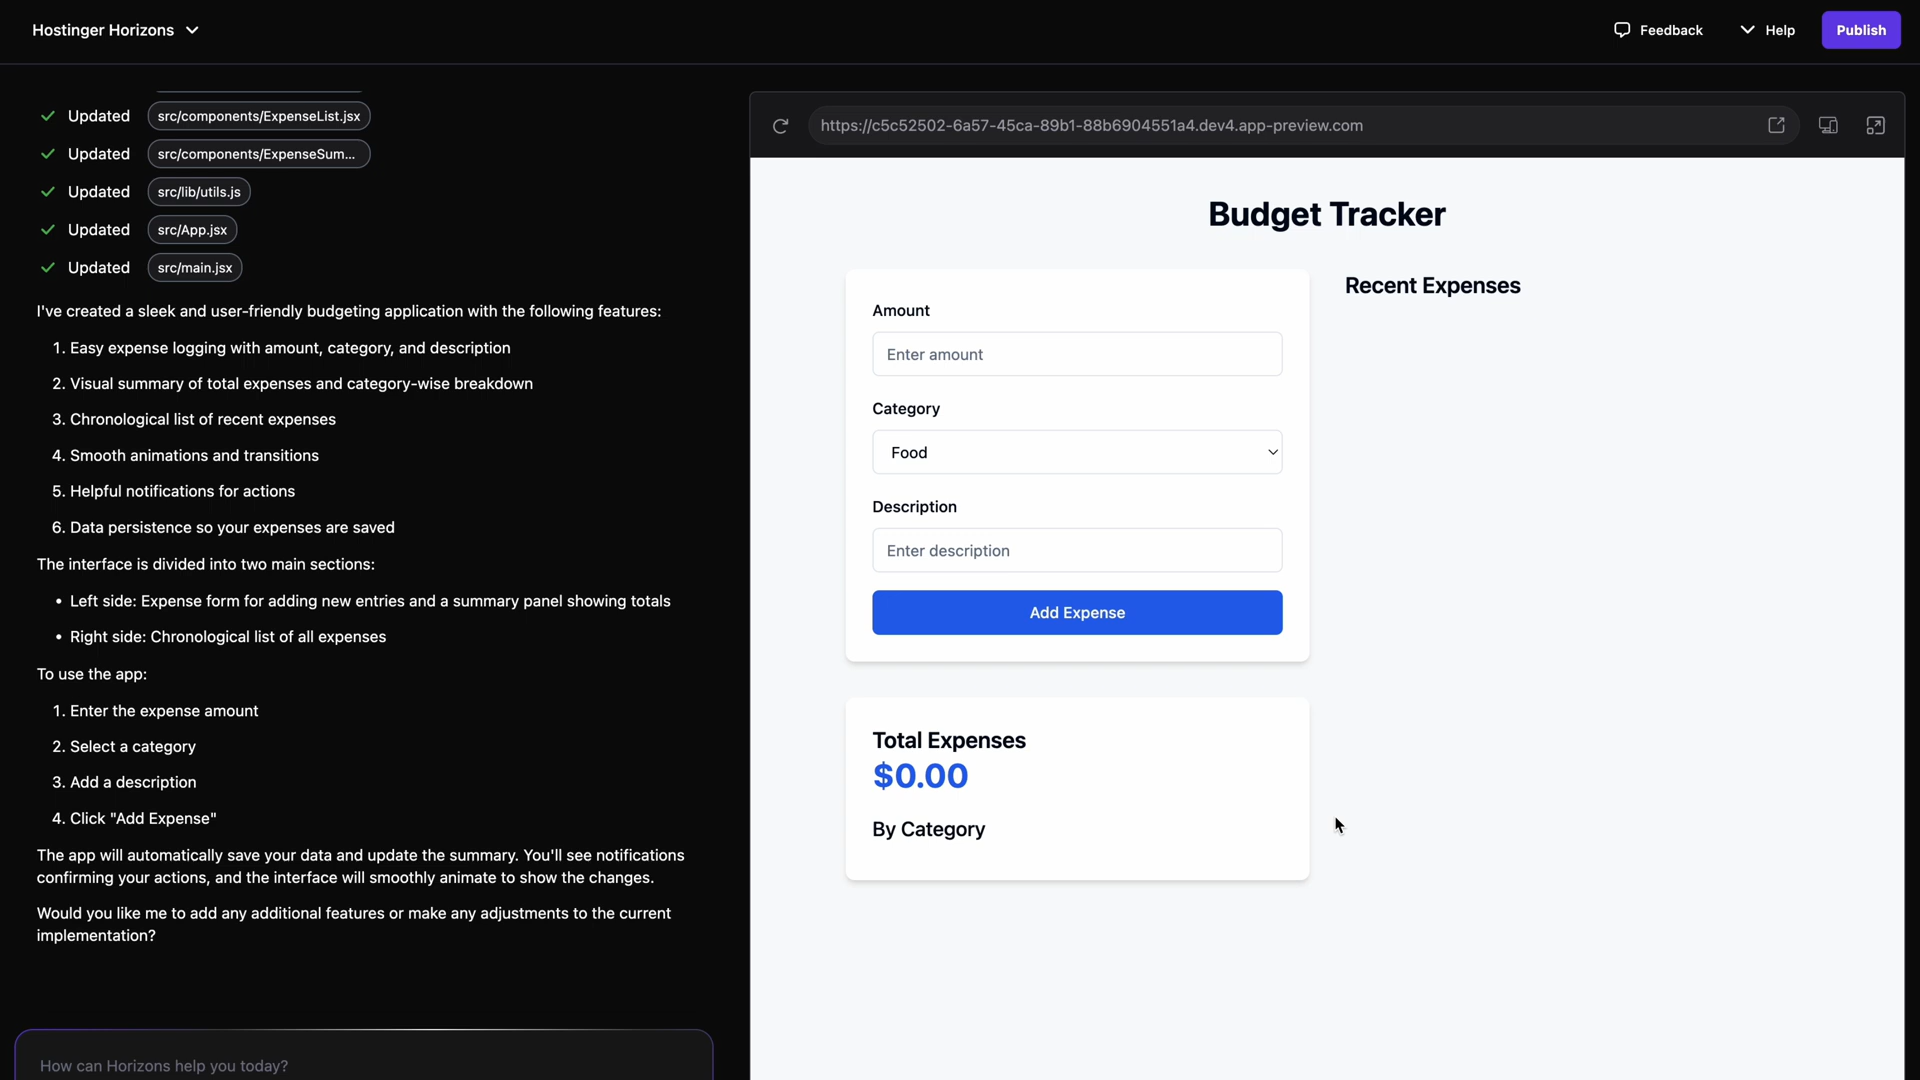 Hostinger Horizons
Feedback
Help
Publish
Updated src/components/ExpenseList.jsx
Updated src/components/ExpenseSum...
Updated src/lib/utils.js
Updated src/App.jsx
Updated src/main.jsx
I've created a sleek and user-friendly budgeting application with the following features:
1. Easy expense logging with amount, category, and description
2. Visual summary of total expenses and category-wise breakdown
3. Chronological list of recent expenses
4. Smooth animations and transitions
5. Helpful notifications for actions
6. Data persistence so your expenses are saved
The interface is divided into two main sections:
• Left side: Expense form for adding new entries and a summary panel showing totals
• Right side: Chronological list of all expenses
To use the app:
1. Enter the expense amount
2. Select a category
3. Add a description
4. Click "Add Expense"
The app will automatically save your data and update the summary. You'll see notifications
confirming your actions, and the interface will smoothly animate to show the changes.
Would you like me to add any additional features or make any adjustments to the current
implementation?
How can Horizons help you today?
https://c5c52502-6a57-45ca-89b1-88b6904551a4.dev4.app-preview.com
Budget Tracker
Amount
Enter amount
Category
Food
Description
Enter description
Add Expense
Total Expenses
$0.00
By Category
Recent Expenses